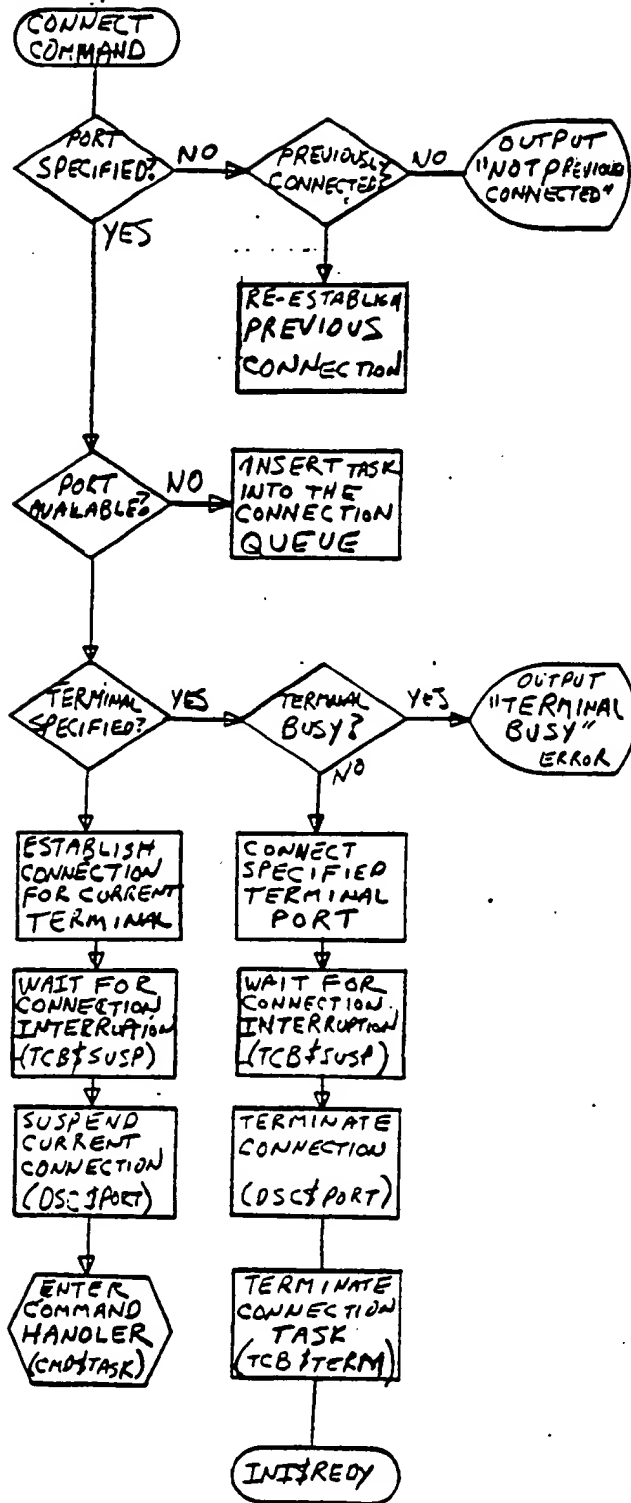 CONNECT
COMMAND
PORT
SPECIFIED?
NO
PREVIOUSLY
CONNECTED?
NO
OUTPUT
"NOT PREVIOUS
CONNECTED"
YES
RE-ESTABLISH
PREVIOUS
CONNECTION
PORT
AVAILABLE?
NO
INSERT TASK
INTO THE
CONNECTION
QUEUE
TERMINAL
SPECIFIED?
YES
TERMINAL
BUSY?
YES
OUTPUT
"TERMINAL
BUSY"
ERROR
NO
ESTABLISH
CONNECTION
FOR CURRENT
TERMINAL
CONNECT
SPECIFIED
TERMINAL
PORT
WAIT FOR
CONNECTION
INTERRUPTION
(TCB$SUSP)
WAIT FOR
CONNECTION
INTERRUPTION
(TCB$SUSP)
SUSPEND
CURRENT
CONNECTION
(DSC$PORT)
TERMINATE
CONNECTION
(DSC$PORT)
ENTER
COMMAND
HANDLER
(CMD$TASK)
TERMINATE
CONNECTION
TASK
(TCB$TERM)
INI$REDY